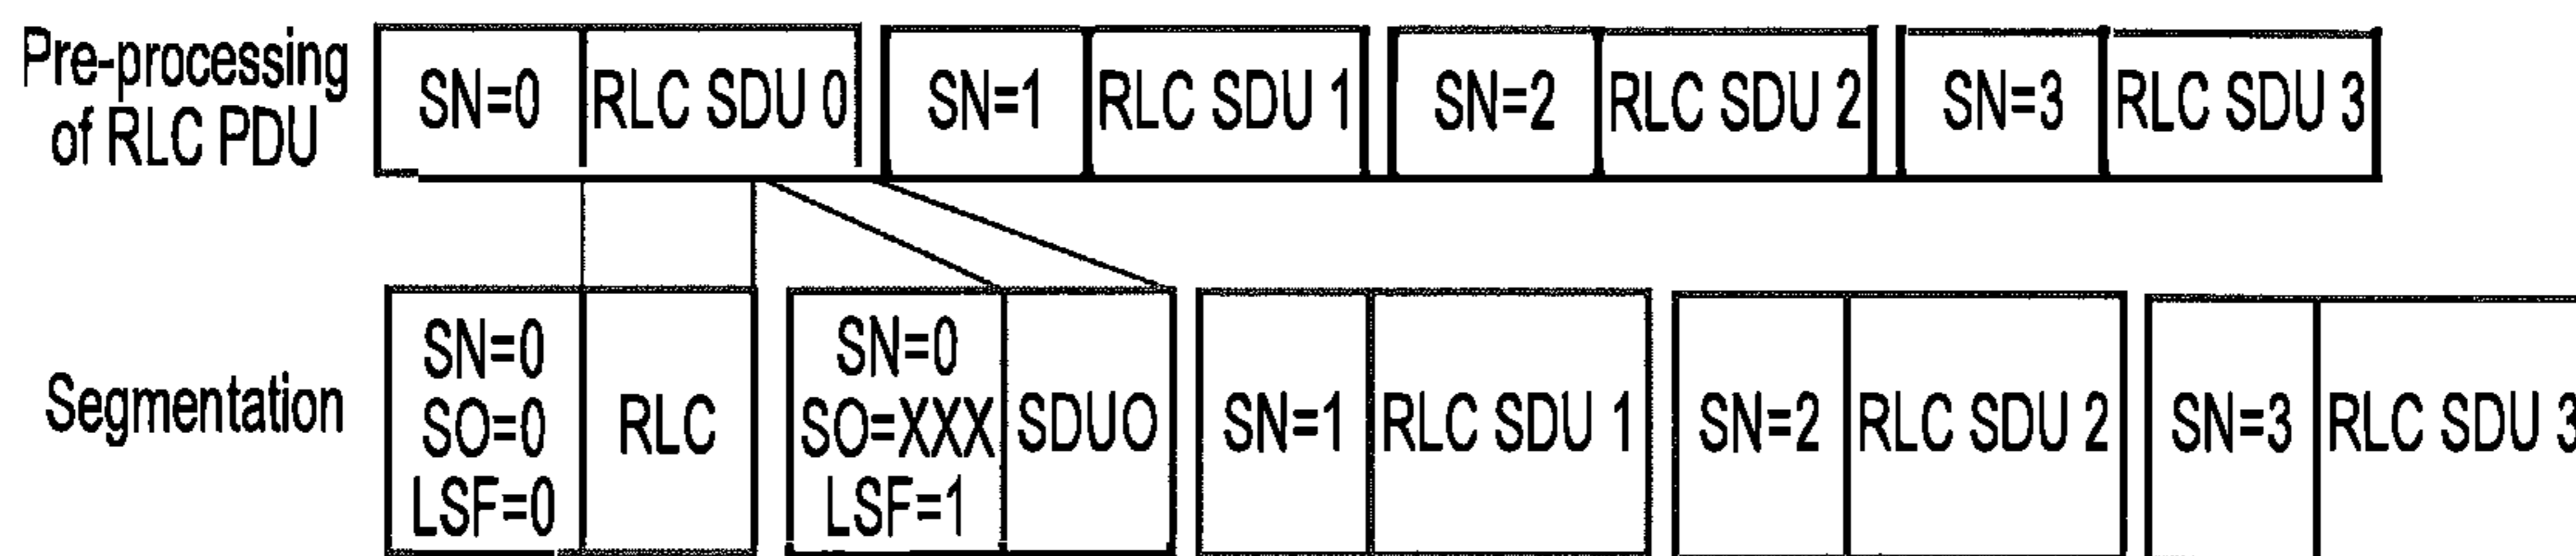 Pre-processing
of RLC PDU
SN=0
RLC SDU 0
SN=1
RLC SDU 1
SN=2
RLC SDU 2
SN=3
RLC SDU 3
Segmentation
SN=0
SO=0
LSF=0
RLC
SN=0
SO=XXX
LSF=1
SDUO
SN=1
RLC SDU 1
SN=2
RLC SDU 2
SN=3
RLC SDU 3